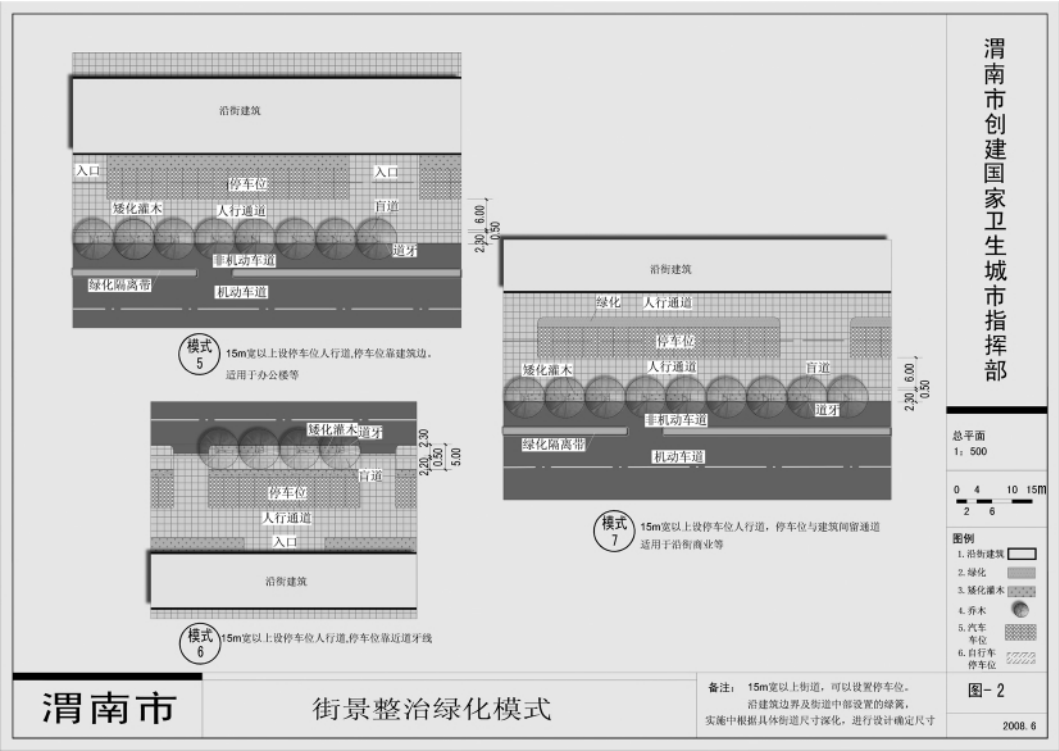 沿街建筑
入口
入口
停车位
矮化灌木
人行通道
盲道
道牙
非机动车道
绿化隔离带
机动车道
6.00
0.50
2.30
模式
5
15m宽以上设停车位人行道,停车位靠建筑边。
适用于办公楼等
矮化灌木
道牙
2.30
0.50
2.20
5.00
盲道
停车位
人行通道
入口
沿街建筑
模式
6
15m宽以上设停车位人行道,停车位靠近道牙线
沿街建筑
绿化
人行通道
停车位
矮化灌木
人行通道
盲道
道牙
非机动车道
绿化隔离带
机动车道
6.00
0.50
2.30
模式
7
15m宽以上设停车位人行道，停车位与建筑间留通道
适用于沿街商业等
渭南市创建国家卫生城市指挥部
总平面
1：500
0 4 10 15m
2 6
图例
1.沿街建筑
2.绿化
3.矮化灌木
4.乔木
5.汽车
车位
6.自行车
停车位
图-2
2008.6
渭南市
街景整治绿化模式
备注： 15m宽以上街道，可以设置停车位。
沿建筑边界及街道中部设置的绿篱，
实施中根据具体街道尺寸深化，进行设计确定尺寸